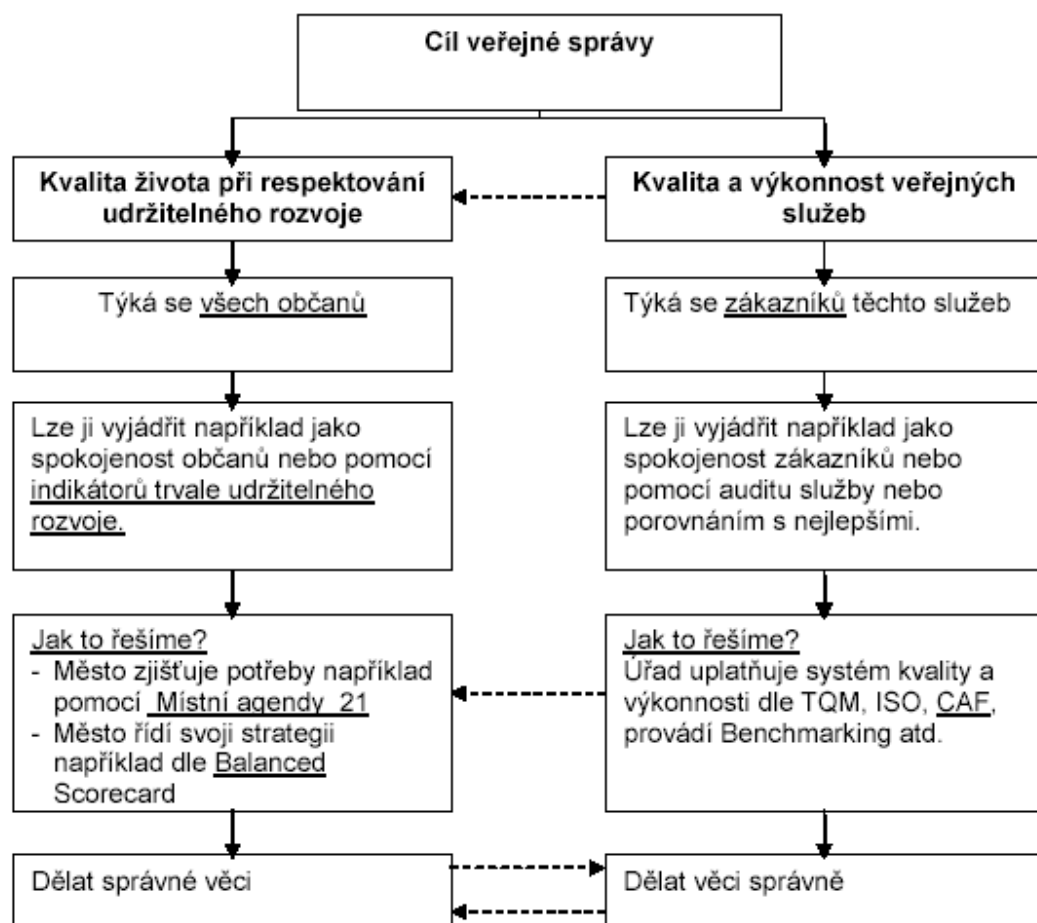 Cíl veřejné správy
Kvalita života při respektování
udržitelného rozvoje
Kvalita a výkonnost veřejných
služeb
Týká se všech občanů
Týká se zákazníků těchto služeb
Lze ji vyjádřit například jako
spokojenost občanů nebo pomocí
indikátorů trvale udržitelného
rozvoje.
Lze ji vyjádřit například jako
spokojenost zákazníků nebo
pomocí auditu služby nebo
porovnáním s nejlepšími.
Jak to řešíme?
- Město zjišťuje potřeby například
pomocí Místní agendy 21
- Město řídí svoji strategii
například dle Balanced
Scorecard
Jak to řešíme?
Úřad uplatňuje systém kvality a
výkonnosti dle TQM, ISO, CAF,
provádí Benchmarking atd.
Dělat správné věci
Dělat věci správně